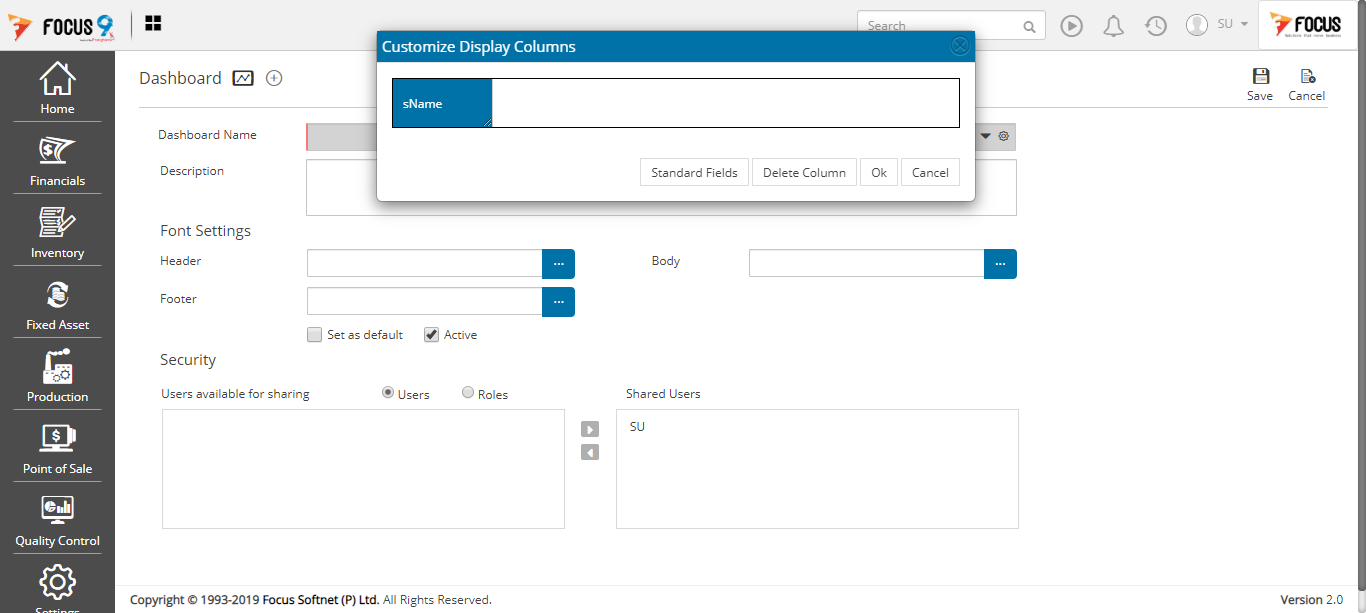 FOCUS 9
Search
SU
FOCUS
Customize Display Columns
sName
Standard Fields
Delete Column
Ok
Cancel
Home
Financials
Inventory
Fixed Asset
Production
Point of Sale
Quality Control
Settings
Dashboard
Save
Cancel
Dashboard Name
Description
Font Settings
Header
...
Body
...
Footer
...
Set as default
Active
Security
Users available for sharing
Users
Roles
Shared Users
SU
Copyright © 1993-2019 Focus Softnet (P) Ltd. All Rights Reserved.
Version 2.0